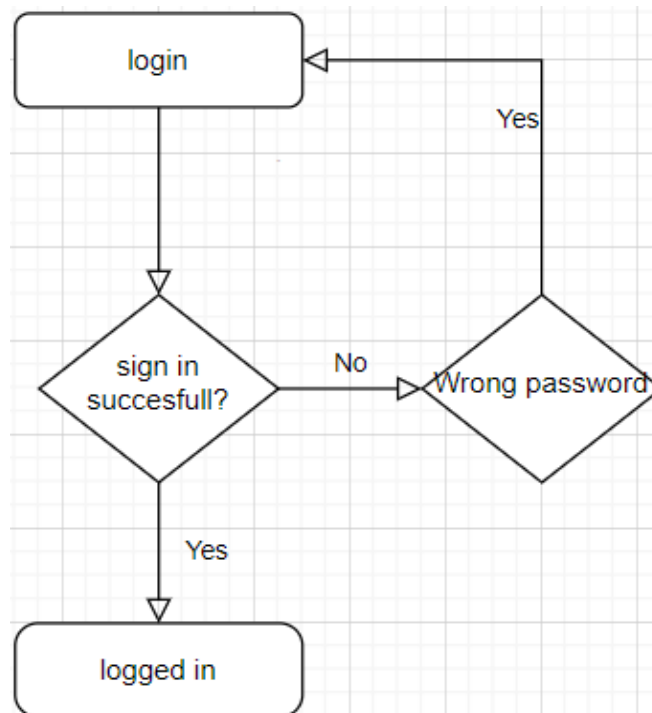 login
Yes
sign in
succesfull?
No
Wrong password
Yes
logged in